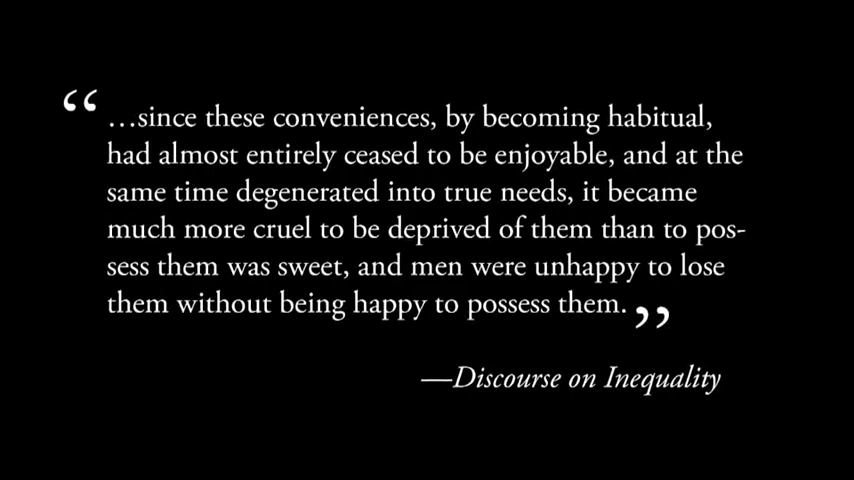 “…since these conveniences, by becoming habitual,
had almost entirely ceased to be enjoyable, and at the
same time degenerated into true needs, it became
much more cruel to be deprived of them than to pos-
sess them was sweet, and men were unhappy to lose
them without being happy to possess them.”
—Discourse on Inequality